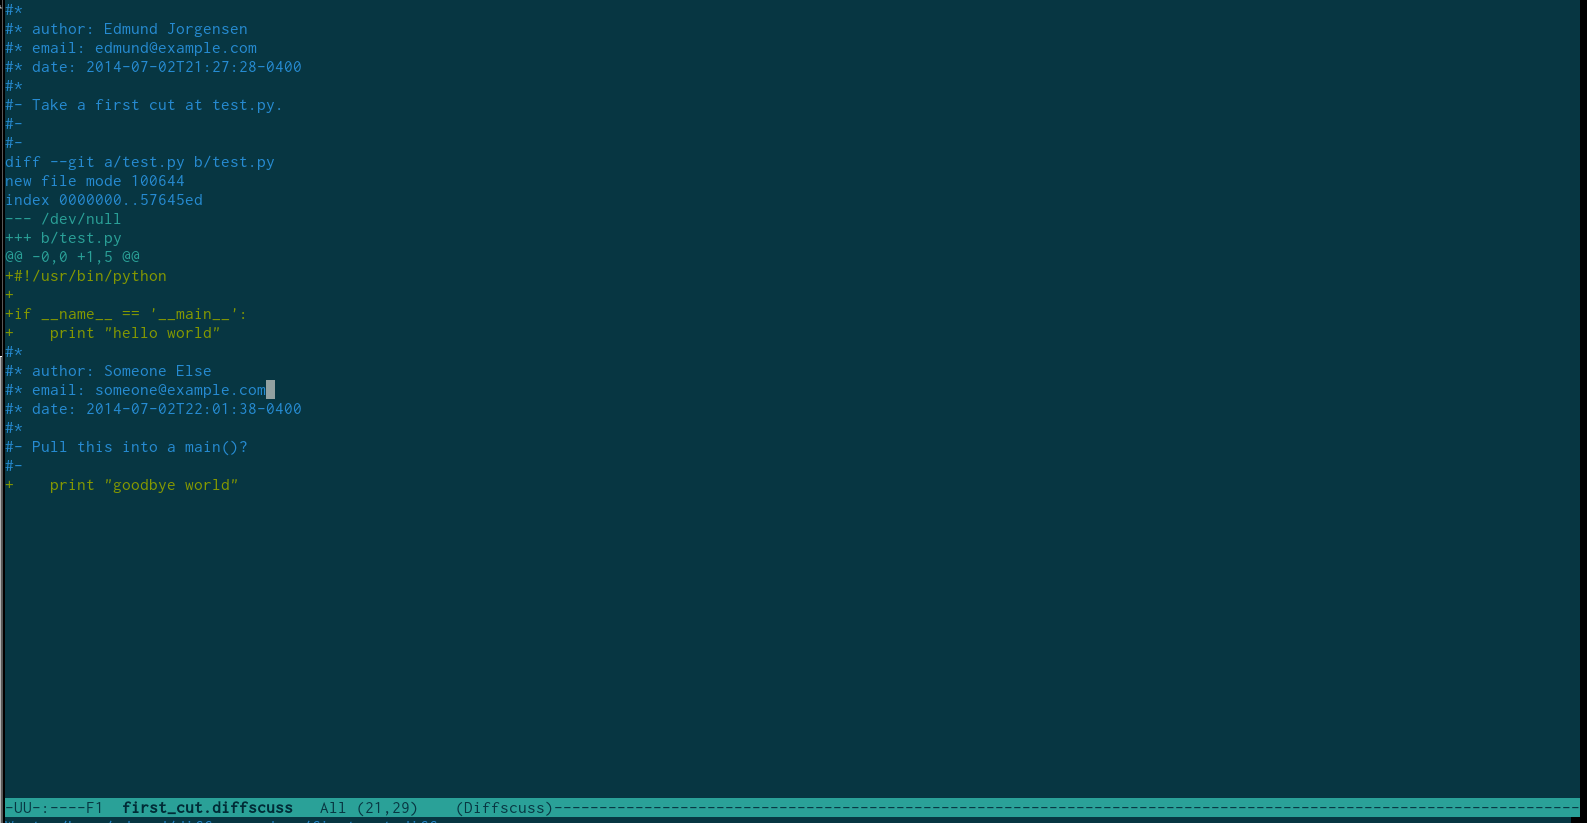 #*
#* author: Edmund Jorgensen
#* email: edmund@example.com
#* date: 2014-07-02T21:27:28-0400
#*
#- Take a first cut at test.py.
#-
#-
diff --git a/test.py b/test.py
new file mode 100644
index 0000000..57645ed
--- /dev/null
+++ b/test.py
@@ -0,0 +1,5 @@
+#!/usr/bin/python
+
+if __name__ == '__main__':
+    print "hello world"
#*
#* author: Someone Else
#* email: someone@example.com
#* date: 2014-07-02T22:01:38-0400
#*
#- Pull this into a main()?
#-
+    print "goodbye world"
-UU-:----F1  first_cut.diffscuss   All (21,29)    (Diffscuss)------------------------------------------------------------------------------------------------------------------